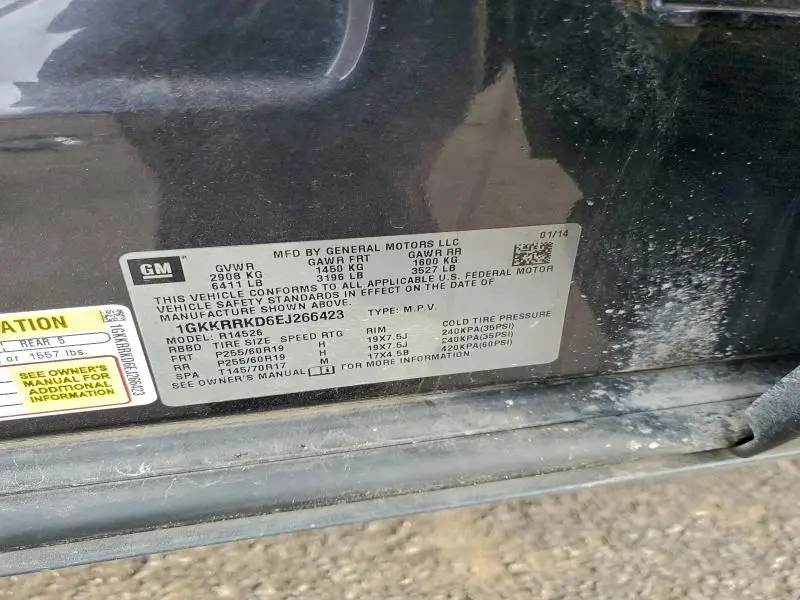 GM
MFD BY GENERAL MOTORS LLC
01/14
GVWR GAWR FRT GAWR RR
2908 KG 1450 KG 1600 KG
6411 LB 3196 LB 3527 LB
THIS VEHICLE CONFORMS TO ALL APPLICABLE U.S. FEDERAL MOTOR
VEHICLE SAFETY STANDARDS IN EFFECT ON THE DATE OF
MANUFACTURE SHOWN ABOVE.
1GKKRRKD6EJ266423 TYPE: M.P.V.
MODEL: R14526
RBBD TIRE SIZE SPEED RTG RIM COLD TIRE PRESSURE
FRT P255/60R19 H 19X7.5J 240KPA(35PSI)
RR P255/60R19 H 19X7.5J 240KPA(35PSI)
SPA T145/70R17 M 17X4.5B 420KPA(60PSI)
SEE OWNER'S MANUAL FOR MORE INFORMATION.
ATION
REAR 5
or 1557 lbs.
SEE OWNER'S
MANUAL FOR
ADDITIONAL
INFORMATION
1GKKRRKD6EJ266423